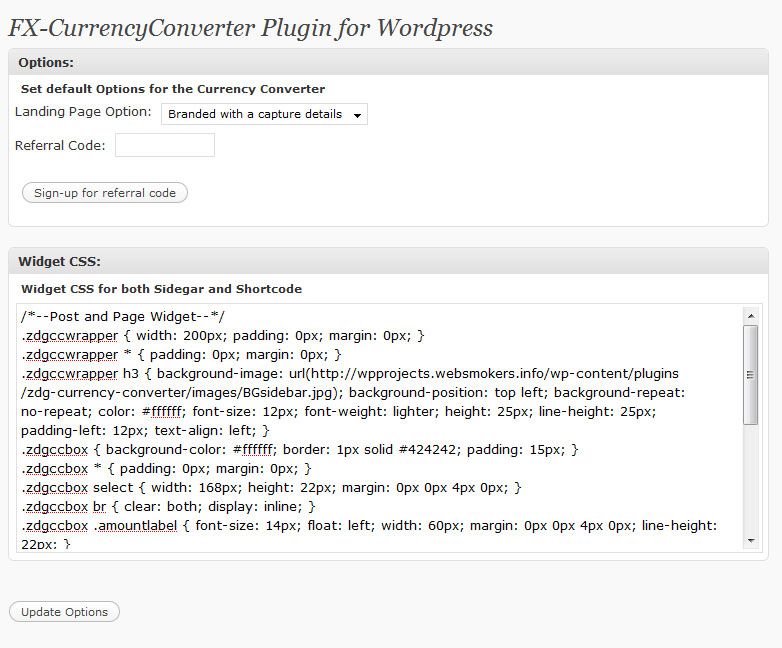 FX-CurrencyConverter Plugin for Wordpress
Options:
Set default Options for the Currency Converter
Landing Page Option: Branded with a capture details
Referral Code:
Sign-up for referral code
Widget CSS:
Widget CSS for both Sidegar and Shortcode
/*--Post and Page Widget--*/
.zdgccwrapper { width: 200px; padding: 0px; margin: 0px; }
.zdgccwrapper * { padding: 0px; margin: 0px; }
.zdgccwrapper h3 { background-image: url(http://wpprojects.websmokers.info/wp-content/plugins
/zdg-currency-converter/images/BGsidebar.jpg); background-position: top left; background-repeat:
no-repeat; color: #ffffff; font-size: 12px; font-weight: lighter; height: 25px; line-height: 25px;
padding-left: 12px; text-align: left; }
.zdgccbox { background-color: #ffffff; border: 1px solid #424242; padding: 15px; }
.zdgccbox * { padding: 0px; margin: 0px; }
.zdgccbox select { width: 168px; height: 22px; margin: 0px 0px 4px 0px; }
.zdgccbox br { clear: both; display: inline; }
.zdgccbox .amountlabel { font-size: 14px; float: left; width: 60px; margin: 0px 0px 4px 0px; line-height:
22px; }
Update Options